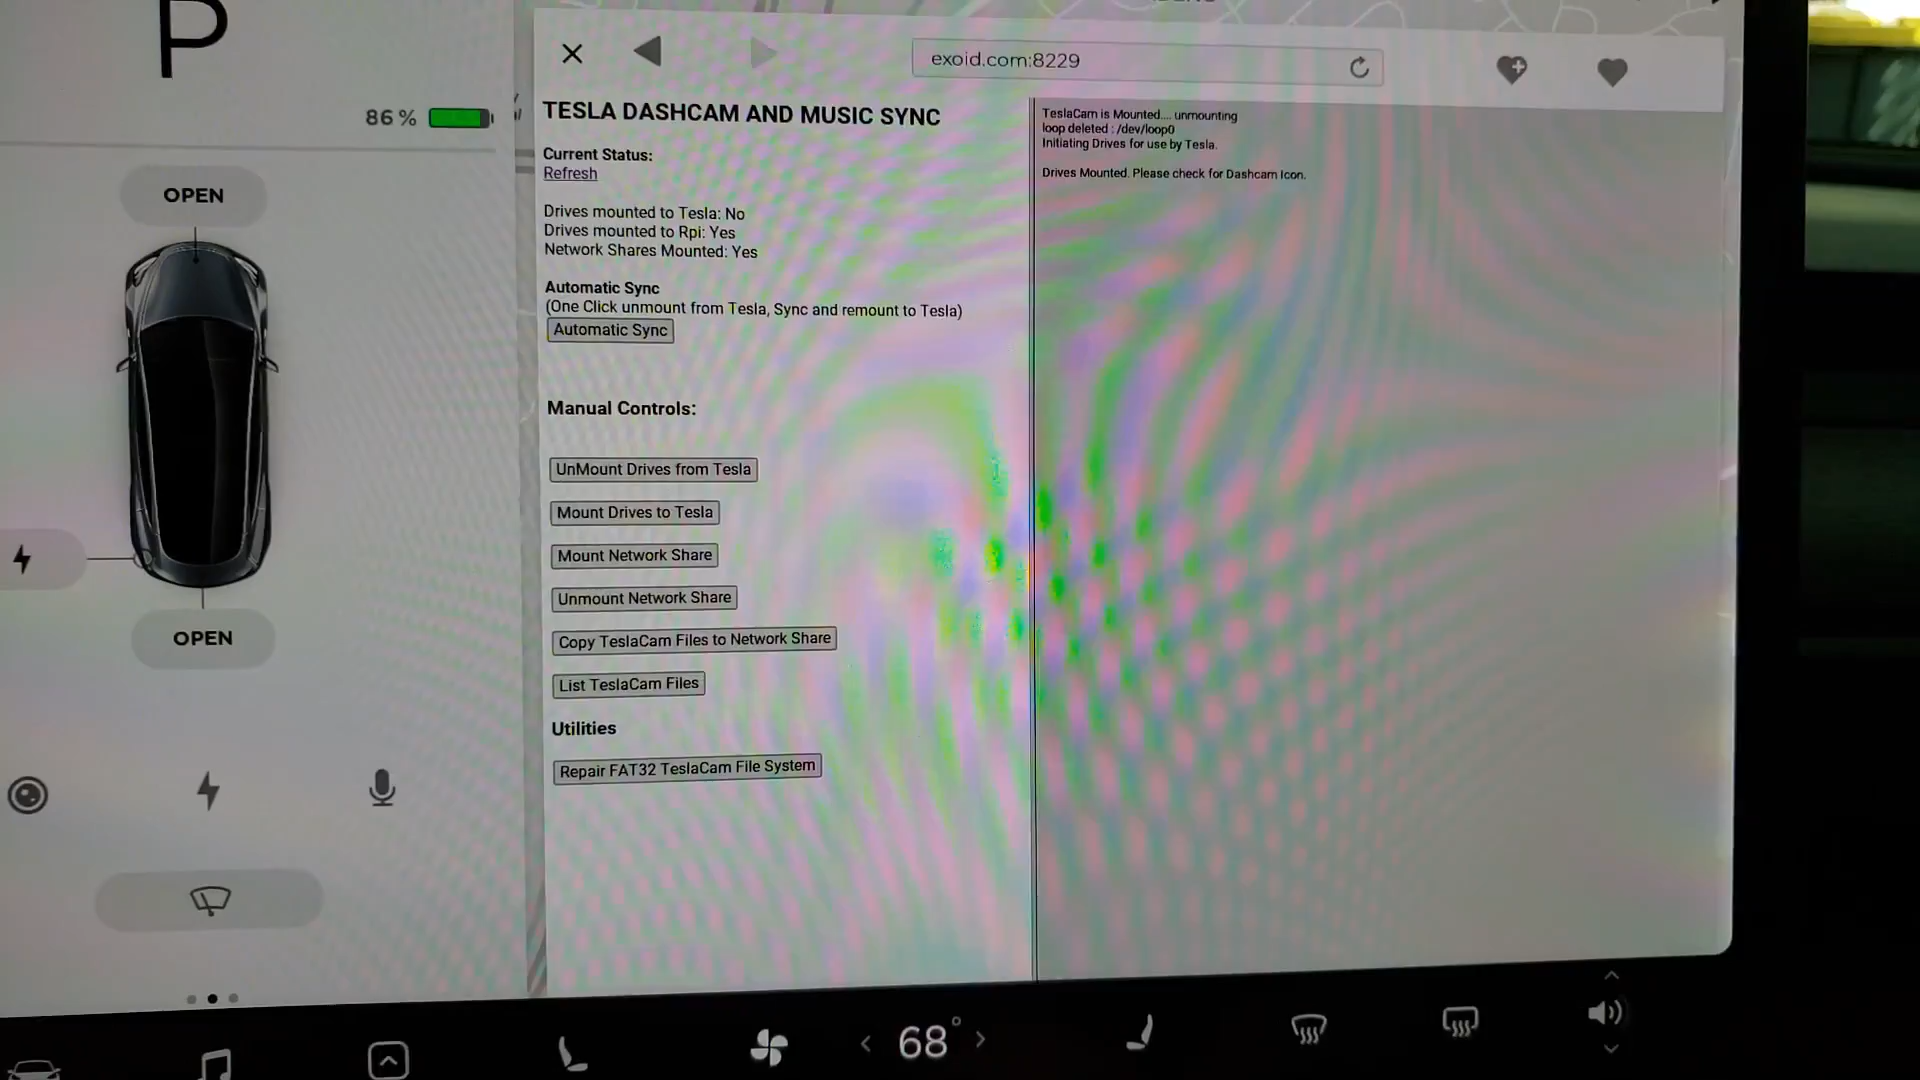 P
86 %
OPEN
OPEN
exoid.com:8229
TESLA DASHCAM AND MUSIC SYNC
Current Status:
Refresh
Drives mounted to Tesla: No
Drives mounted to Rpi: Yes
Network Shares Mounted: Yes
Automatic Sync
(One Click unmount from Tesla, Sync and remount to Tesla)
Automatic Sync
Manual Controls:
UnMount Drives from Tesla
Mount Drives to Tesla
Mount Network Share
Unmount Network Share
Copy TeslaCam Files to Network Share
List TeslaCam Files
Utilities
Repair FAT32 TeslaCam File System
TeslaCam is Mounted.... unmounting
loop deleted : /dev/loop0
Initiating Drives for use by Tesla.
Drives Mounted. Please check for Dashcam Icon.
68°